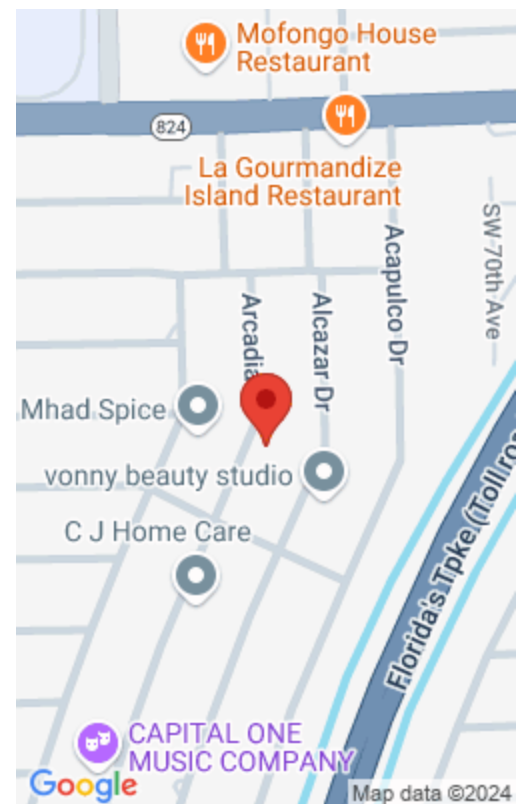 Mofongo House
Restaurant
824
La Gourmandize
Island Restaurant
SW 70th Ave
Acapulco Dr
Alcazar Dr
Arcadia
Mhad Spice
vonny beauty studio
C J Home Care
Florida's Tpke (Toll roa
CAPITAL ONE
MUSIC COMPANY
Google
Map data ©2024